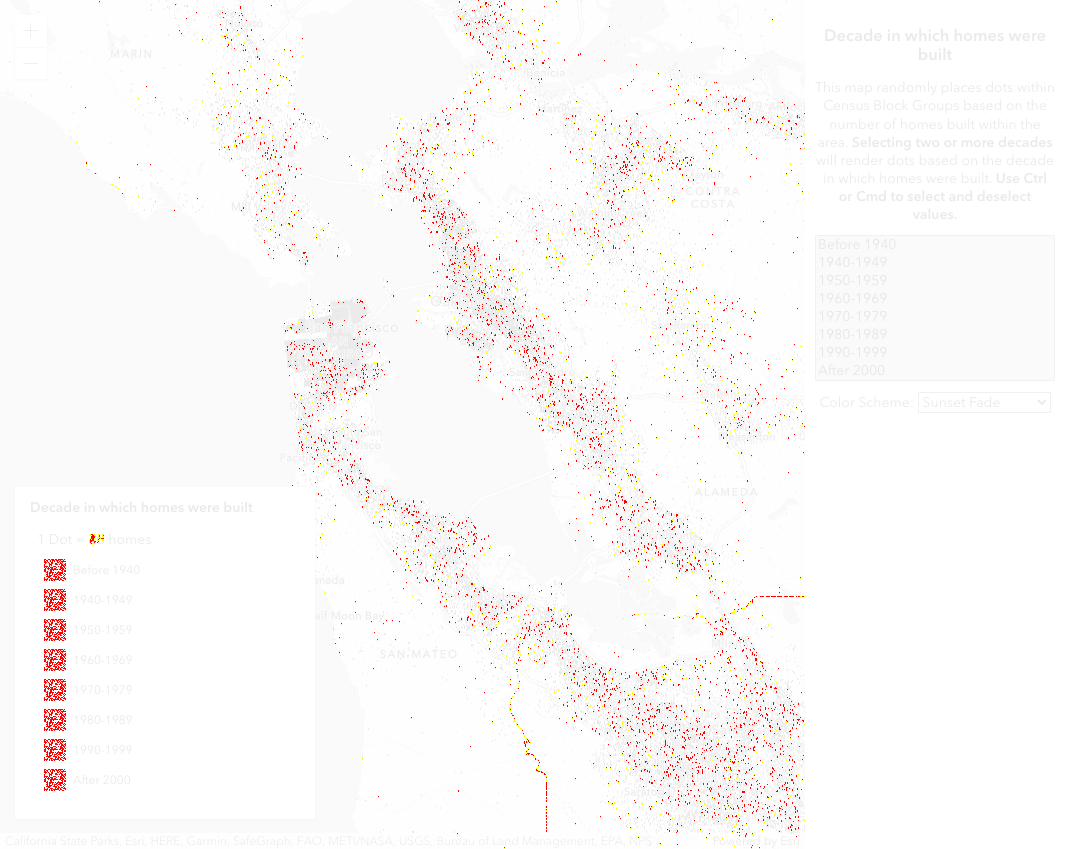 +
−
MARIN
CONTRA
COSTA
ALAMEDA
Half Moon Bay
SAN MATEO
Decade in which homes were built
1 Dot =
homes
Before 1940
1940-1949
1950-1959
1960-1969
1970-1979
1980-1989
1990-1999
After 2000
California State Parks, Esri, HERE, Garmin, SafeGraph, FAO, METI/NASA, USGS, Bureau of Land Management, EPA, NPS
Powered by Esri
Decade in which homes were
built
This map randomly places dots within
Census Block Groups based on the
number of homes built within the
area. Selecting two or more decades
will render dots based on the decade
in which homes were built. Use Ctrl
or Cmd to select and deselect
values.
Before 1940
1940-1949
1950-1959
1960-1969
1970-1979
1980-1989
1990-1999
After 2000
Color Scheme: Sunset Fade